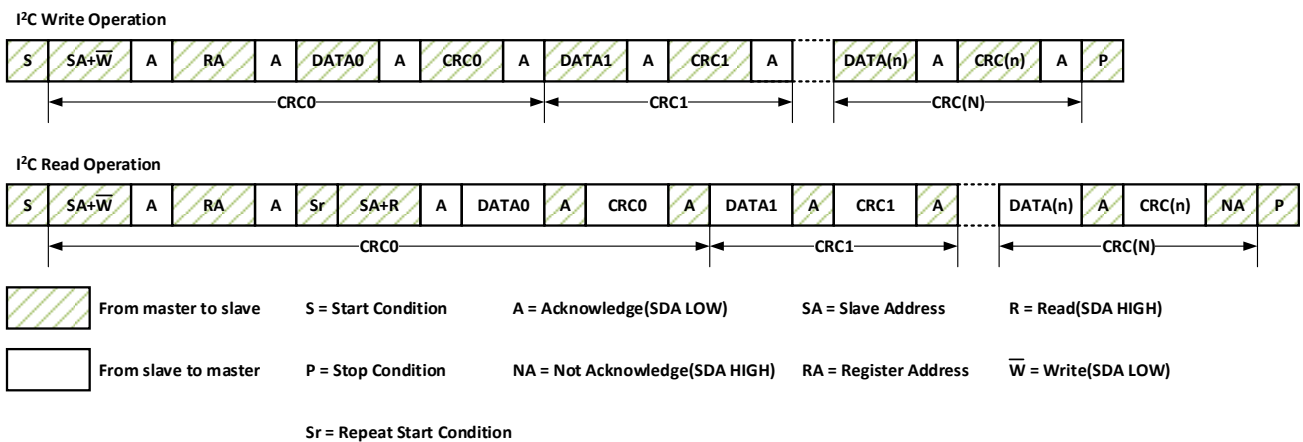 I²C Write Operation
S SA+W̅ A RA A DATA0 A CRC0 A DATA1 A CRC1 A DATA(n) A CRC(n) A P
CRC0 CRC1 CRC(N)
I²C Read Operation
S SA+W̅ A RA A Sr SA+R A DATA0 A CRC0 A DATA1 A CRC1 A DATA(n) A CRC(n) NA P
CRC0 CRC1 CRC(N)
From master to slave S = Start Condition A = Acknowledge(SDA LOW) SA = Slave Address R = Read(SDA HIGH)
From slave to master P = Stop Condition NA = Not Acknowledge(SDA HIGH) RA = Register Address W̅ = Write(SDA LOW)
Sr = Repeat Start Condition